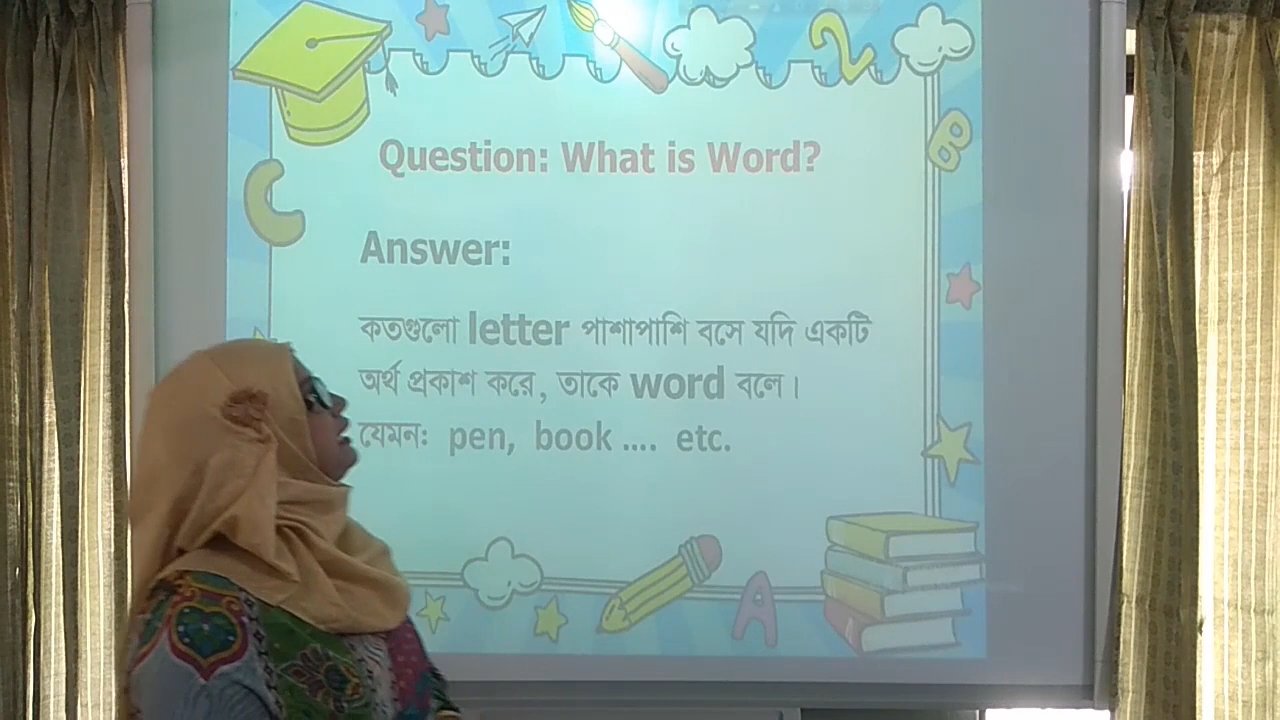 Question: What is Word?
Answer:
কতগুলো letter পাশাপাশি বসে যদি একটি
অর্থ প্রকাশ করে, তাকে word বলে।
যেমনঃ pen, book .... etc.
2
B
C
A